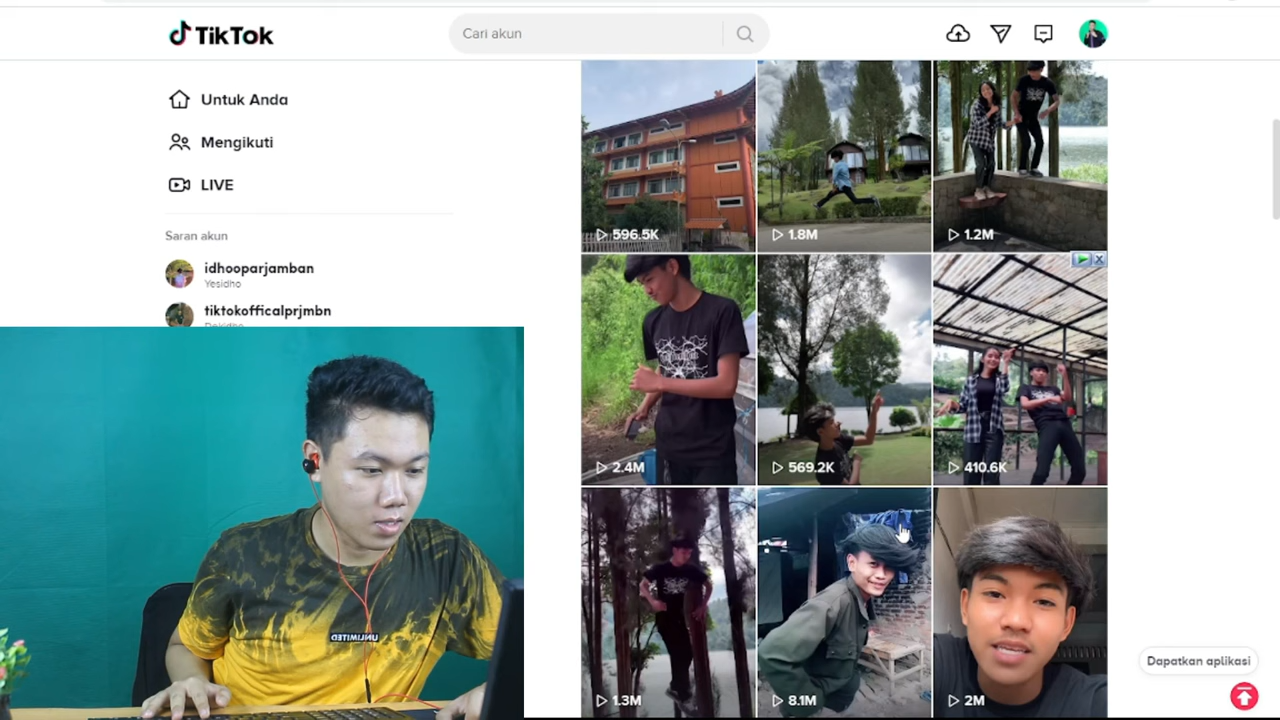 TikTok
Cari akun
Untuk Anda
Mengikuti
LIVE
Saran akun
idhooparjamban
Yesidho
tiktokofficalprjmbn
596.5K
1.8M
1.2M
2.4M
569.2K
410.6K
1.3M
8.1M
2M
UNLIMITED
Dapatkan aplikasi